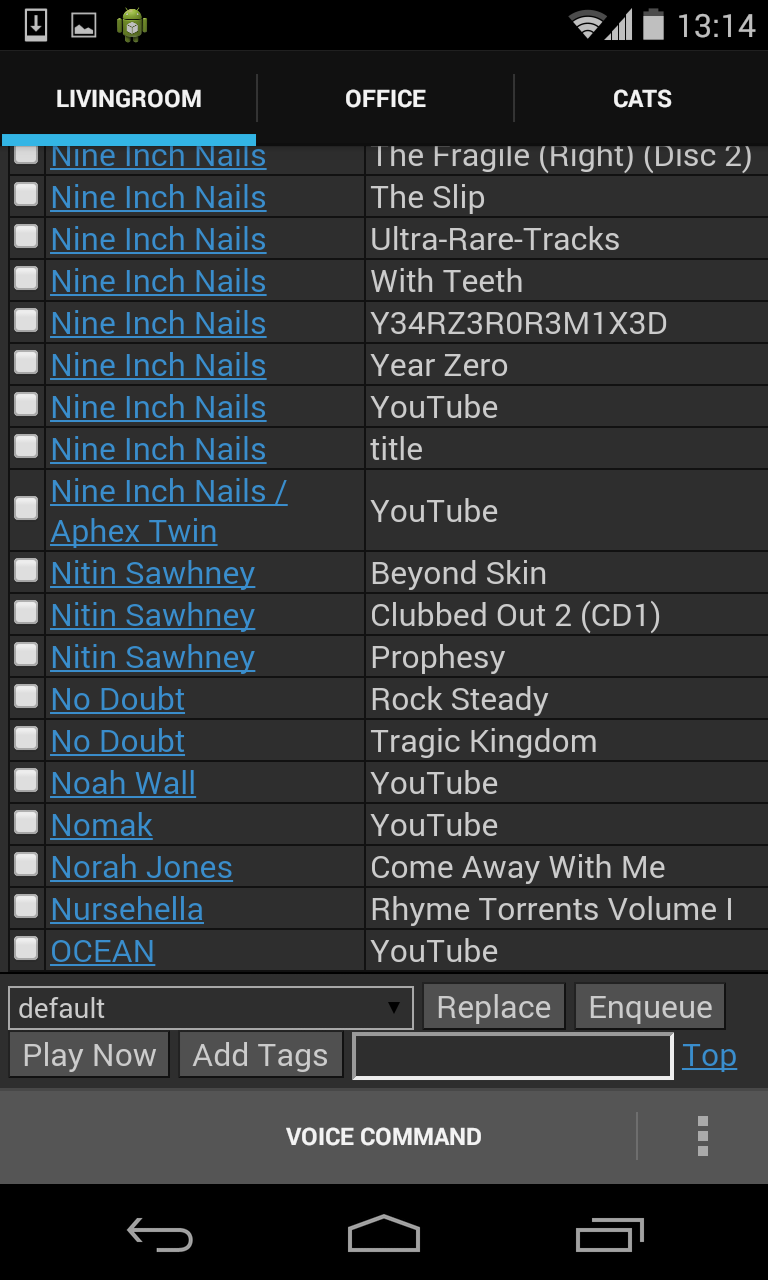 13:14
LIVINGROOM OFFICE CATS
Nine Inch Nails The Fragile (Right) (Disc 2)
Nine Inch Nails The Slip
Nine Inch Nails Ultra-Rare-Tracks
Nine Inch Nails With Teeth
Nine Inch Nails Y34RZ3R0R3M1X3D
Nine Inch Nails Year Zero
Nine Inch Nails YouTube
Nine Inch Nails title
Nine Inch Nails /
Aphex Twin YouTube
Nitin Sawhney Beyond Skin
Nitin Sawhney Clubbed Out 2 (CD1)
Nitin Sawhney Prophesy
No Doubt Rock Steady
No Doubt Tragic Kingdom
Noah Wall YouTube
Nomak YouTube
Norah Jones Come Away With Me
Nursehella Rhyme Torrents Volume I
OCEAN YouTube
default Replace Enqueue
Play Now Add Tags Top
VOICE COMMAND